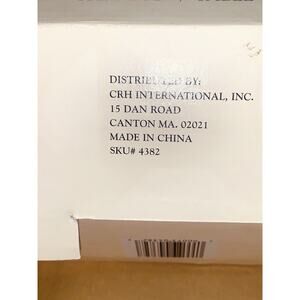 DISTRIBUTED BY:
CRH INTERNATIONAL, INC.
15 DAN ROAD
CANTON MA. 02021
MADE IN CHINA
SKU# 4382